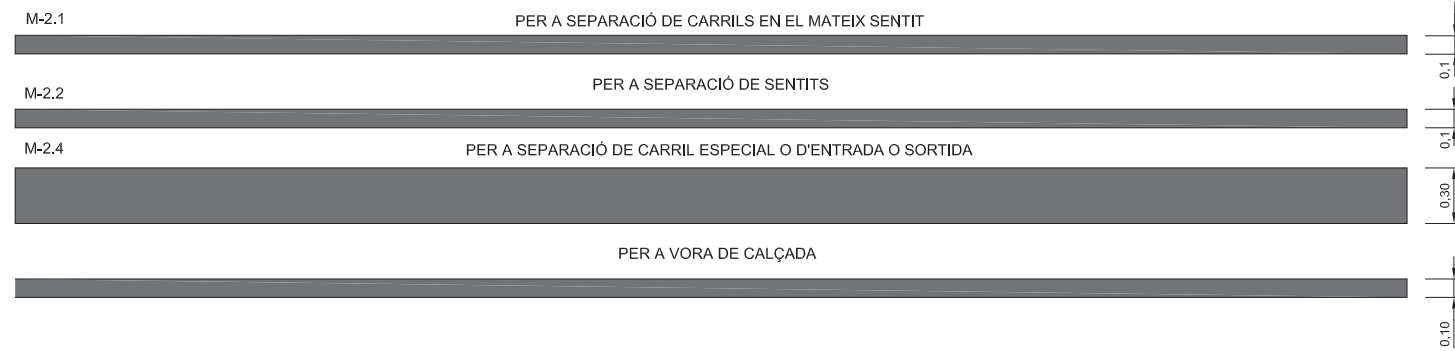 M-2.1
PER A SEPARACIÓ DE CARRILS EN EL MATEIX SENTIT
0,1
M-2.2
PER A SEPARACIÓ DE SENTITS
0,1
M-2.4
PER A SEPARACIÓ DE CARRIL ESPECIAL O D'ENTRADA O SORTIDA
0,30
PER A VORA DE CALÇADA
0,10